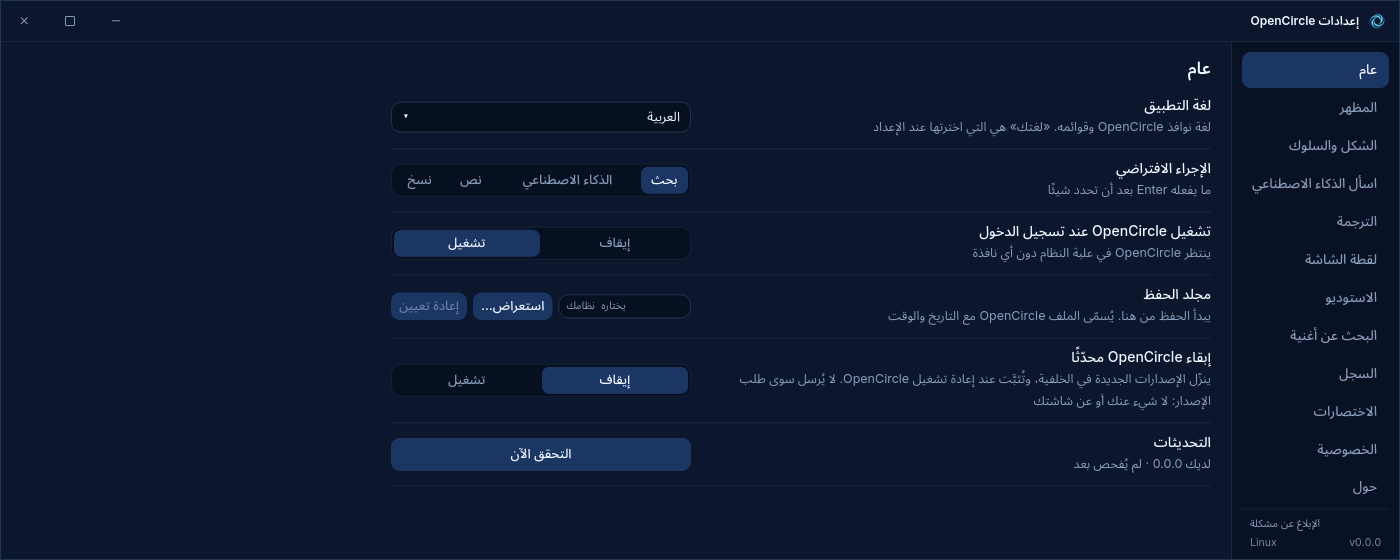 إعدادات OpenCircle
عام
المظهر
الشكل والسلوك
اسأل الذكاء الاصطناعي
الترجمة
لقطة الشاشة
الاستوديو
البحث عن أغنية
السجل
الاختصارات
الخصوصية
حول
الإبلاغ عن مشكلة
v0.0.0 Linux
عام
لغة التطبيق
لغة نوافذ OpenCircle وقوائمه. «لغتك» هي التي اخترتها عند الإعداد
العربية
الإجراء الافتراضي
ما يفعله Enter بعد أن تحدد شيئًا
بحث الذكاء الاصطناعي نص نسخ
تشغيل OpenCircle عند تسجيل الدخول
ينتظر OpenCircle في علبة النظام دون أي نافذة
إيقاف تشغيل
مجلد الحفظ
يبدأ الحفظ من هنا. يُسمّى الملف OpenCircle مع التاريخ والوقت
يختاره نظامك استعراض... إعادة تعيين
إبقاء OpenCircle محدّثًا
ينزّل الإصدارات الجديدة في الخلفية، وتُثبَّت عند إعادة تشغيل OpenCircle. لا يُرسل سوى طلب
الإصدار: لا شيء عنك أو عن شاشتك
إيقاف تشغيل
التحديثات
لديك 0.0.0 · لم يُفحص بعد
التحقق الآن